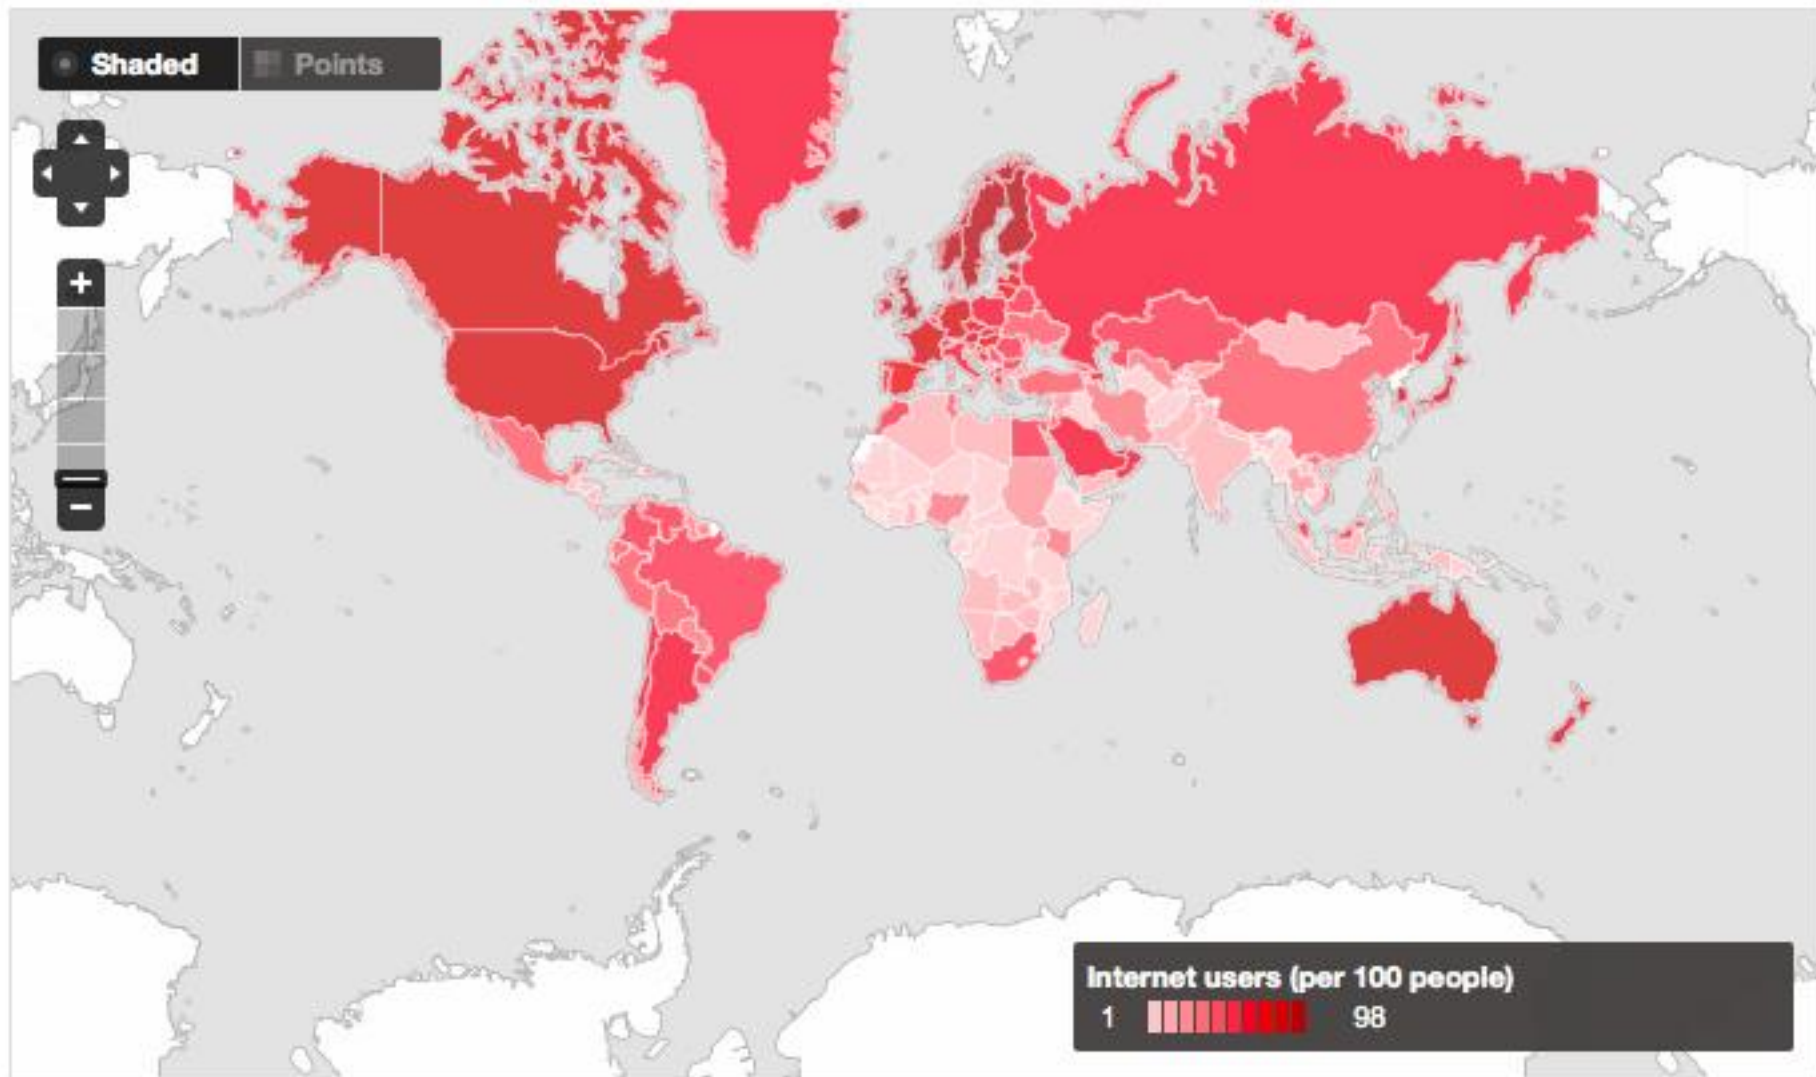 Shaded
Points
+
−
Internet users (per 100 people)
1
98